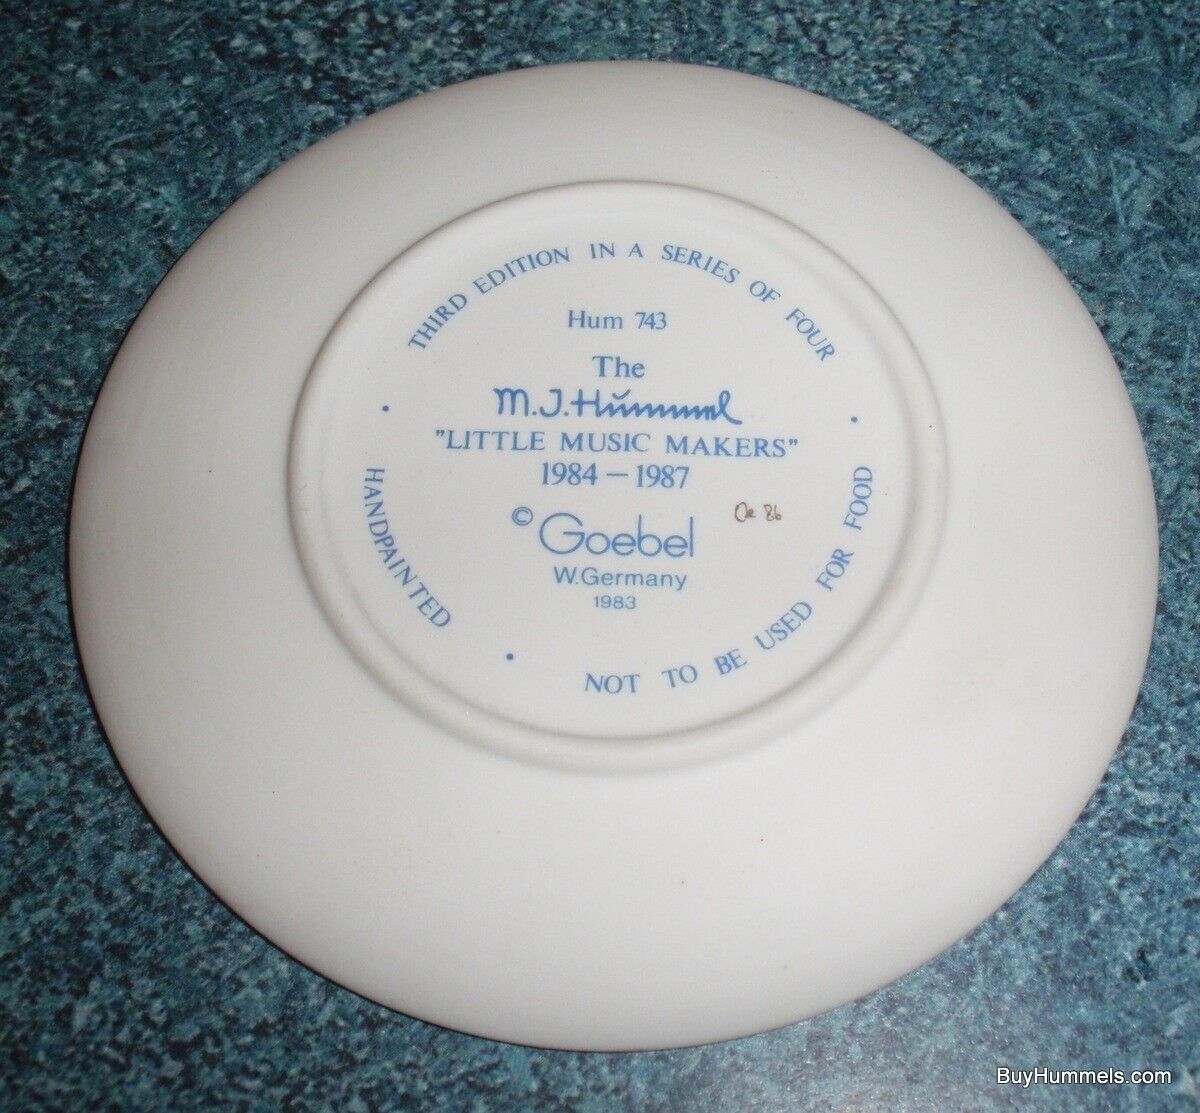 THIRD EDITION IN A SERIES OF FOUR
Hum 743
The
M.J.Hummel
"LITTLE MUSIC MAKERS"
1984 — 1987
© Goebel
W.Germany
1983
HANDPAINTED
NOT TO BE USED FOR FOOD
86
BuyHummels.com